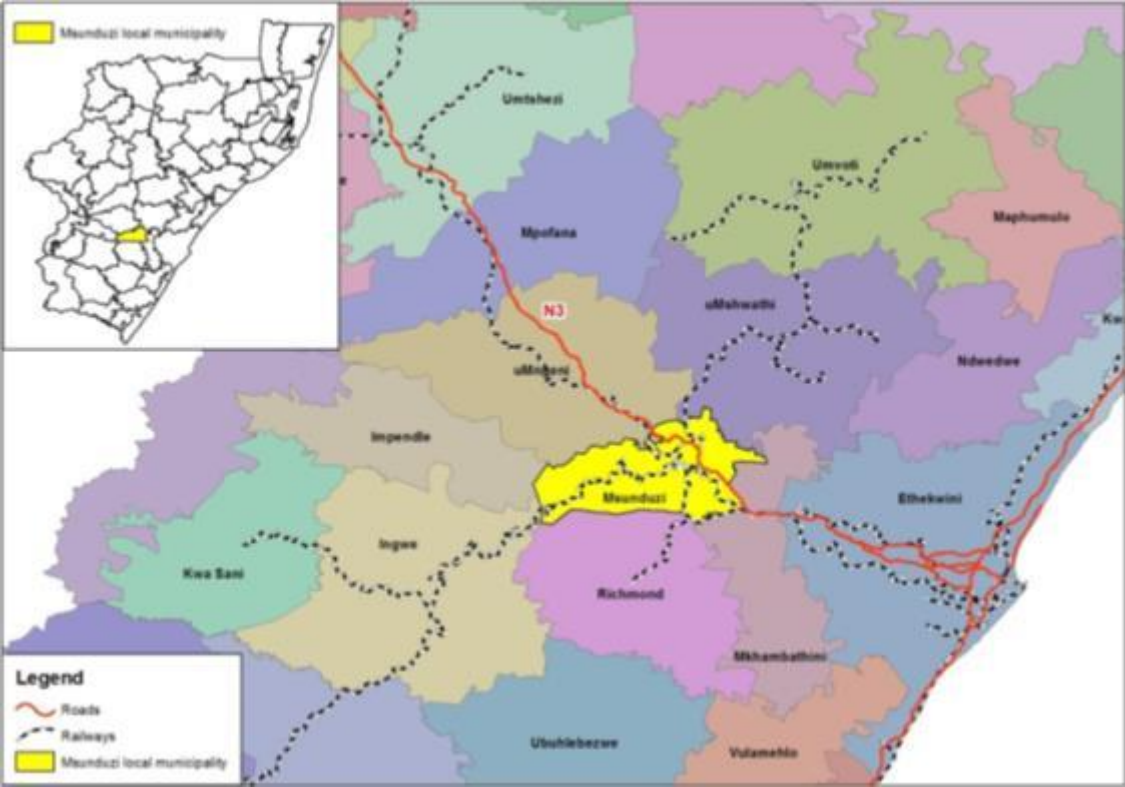 Msunduzi local municipality
Umtshezi
Umvoti
Maphumulo
e
Mpofana
uMshwathi
N3
Kw
Ndwedwe
uMngeni
Impendle
Msunduzi
Ethekwini
Ingwe
Kwa Sani
Richmond
Mkhambathini
Legend
Roads
Railways
Msunduzi local municipality
Ubuhlebezwe
Vulamehlo